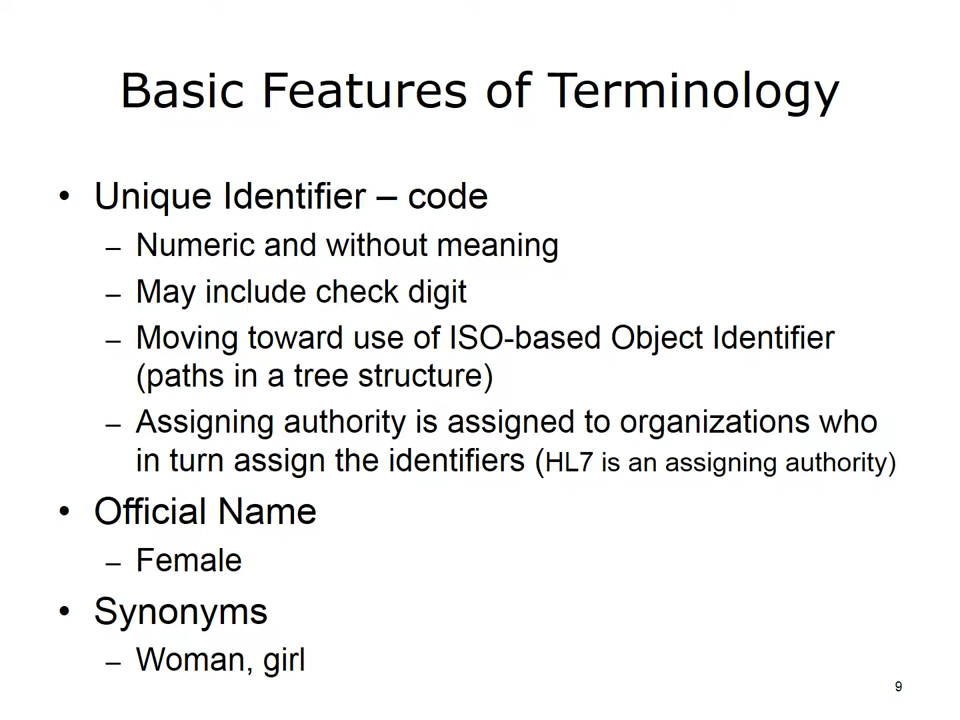 Basic Features of Terminology
• Unique Identifier – code
– Numeric and without meaning
– May include check digit
– Moving toward use of ISO-based Object Identifier
(paths in a tree structure)
– Assigning authority is assigned to organizations who
in turn assign the identifiers (HL7 is an assigning authority)
• Official Name
– Female
• Synonyms
– Woman, girl
9